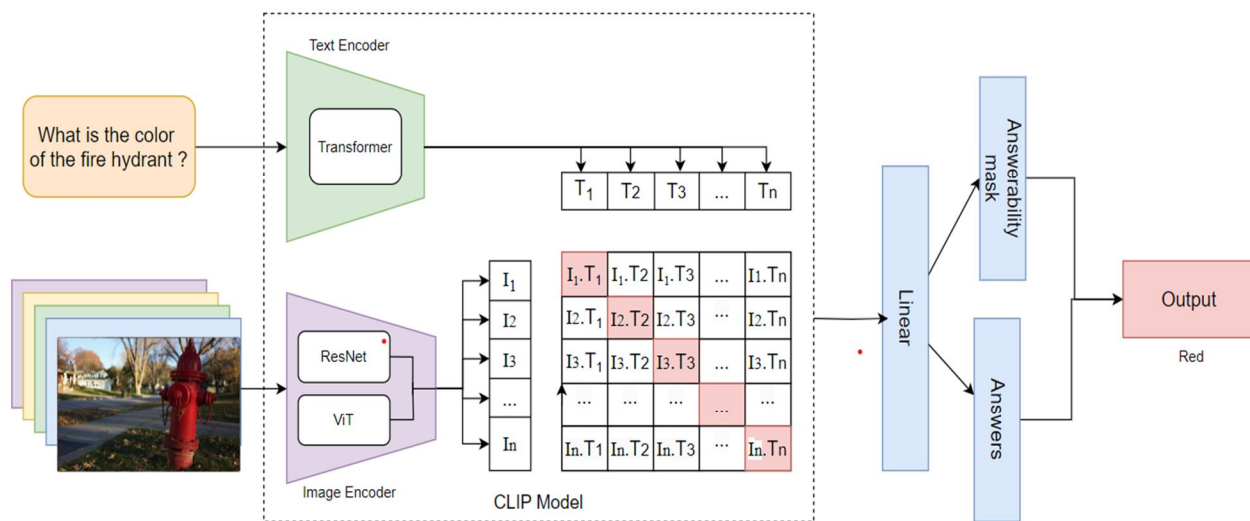 Text Encoder
What is the color
of the fire hydrant ?
Transformer
T1 T2 T3 ... Tn
Answerability
mask
I1 I1.T1 I1.T2 I1.T3 ... I1.Tn
I2 I2.T1 I2.T2 I2.T3 ... I2.Tn
I3 I3.T1 I3.T2 I3.T3 ... I3.Tn
... ... ... ... ... ...
In In.T1 In.T2 In.T3 ... In.Tn
ResNet
ViT
Image Encoder
CLIP Model
Linear
Answers
Output
Red